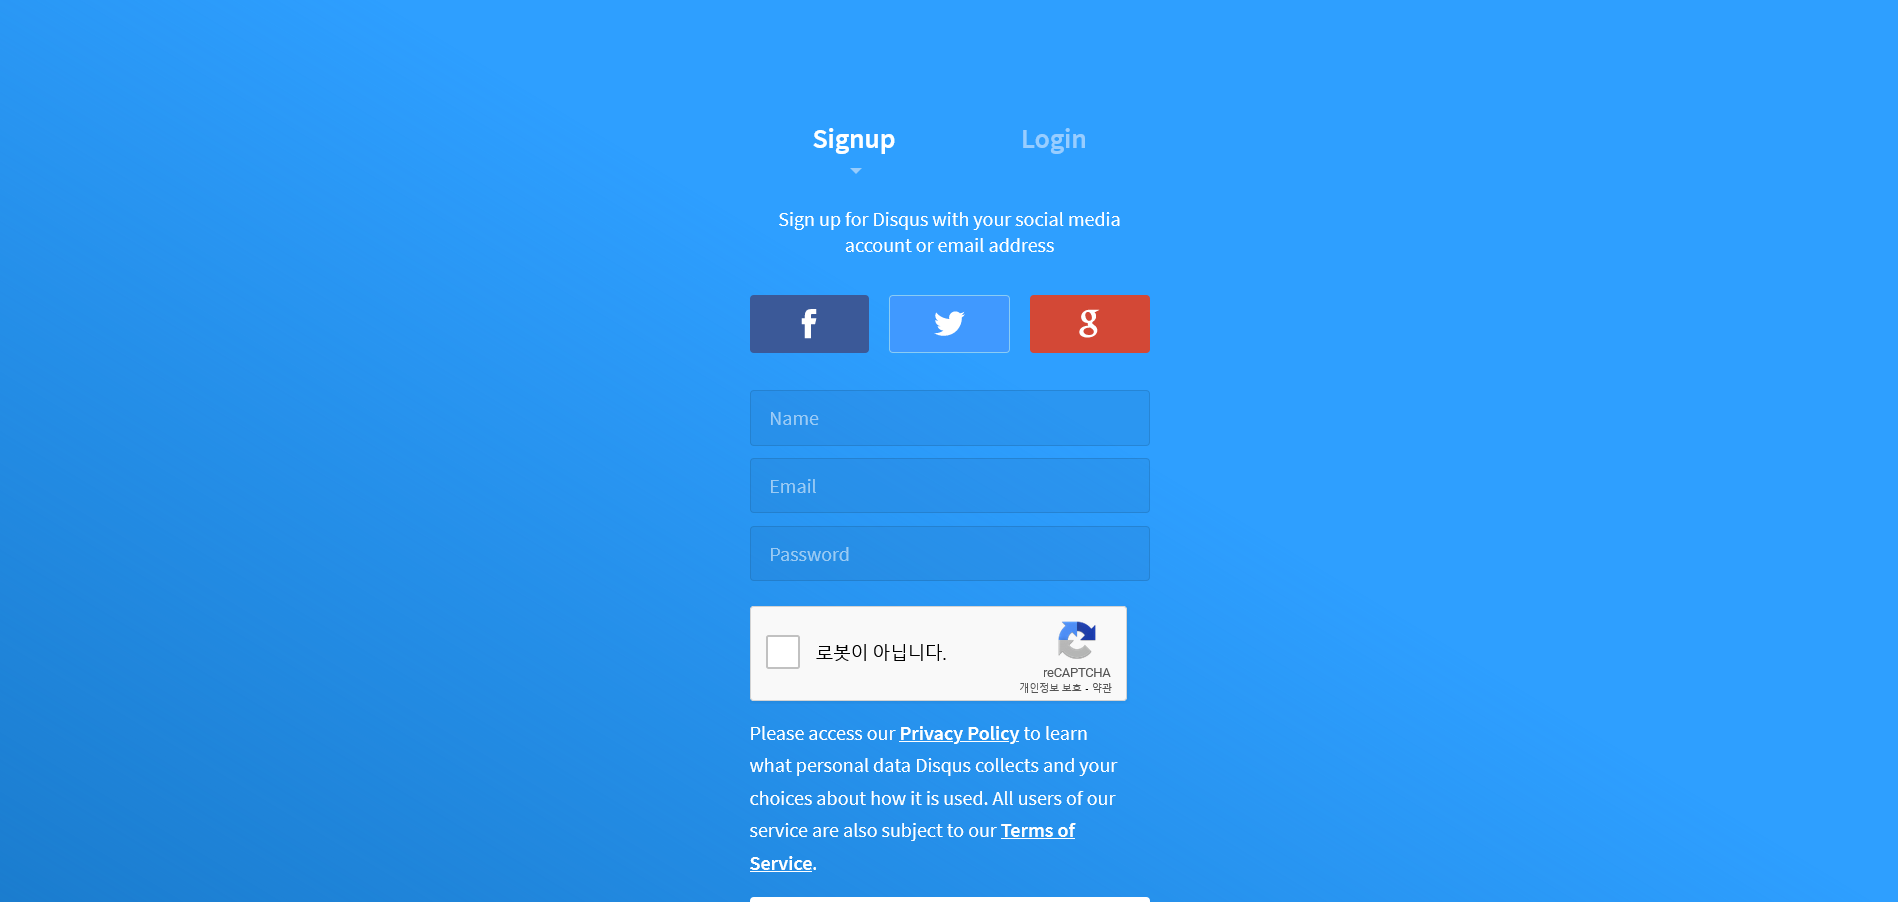 Signup
Login
Sign up for Disqus with your social media
account or email address
Name
Email
Password
로봇이 아닙니다.
reCAPTCHA
개인정보 보호 - 약관
Please access our Privacy Policy to learn
what personal data Disqus collects and your
choices about how it is used. All users of our
service are also subject to our Terms of
Service.